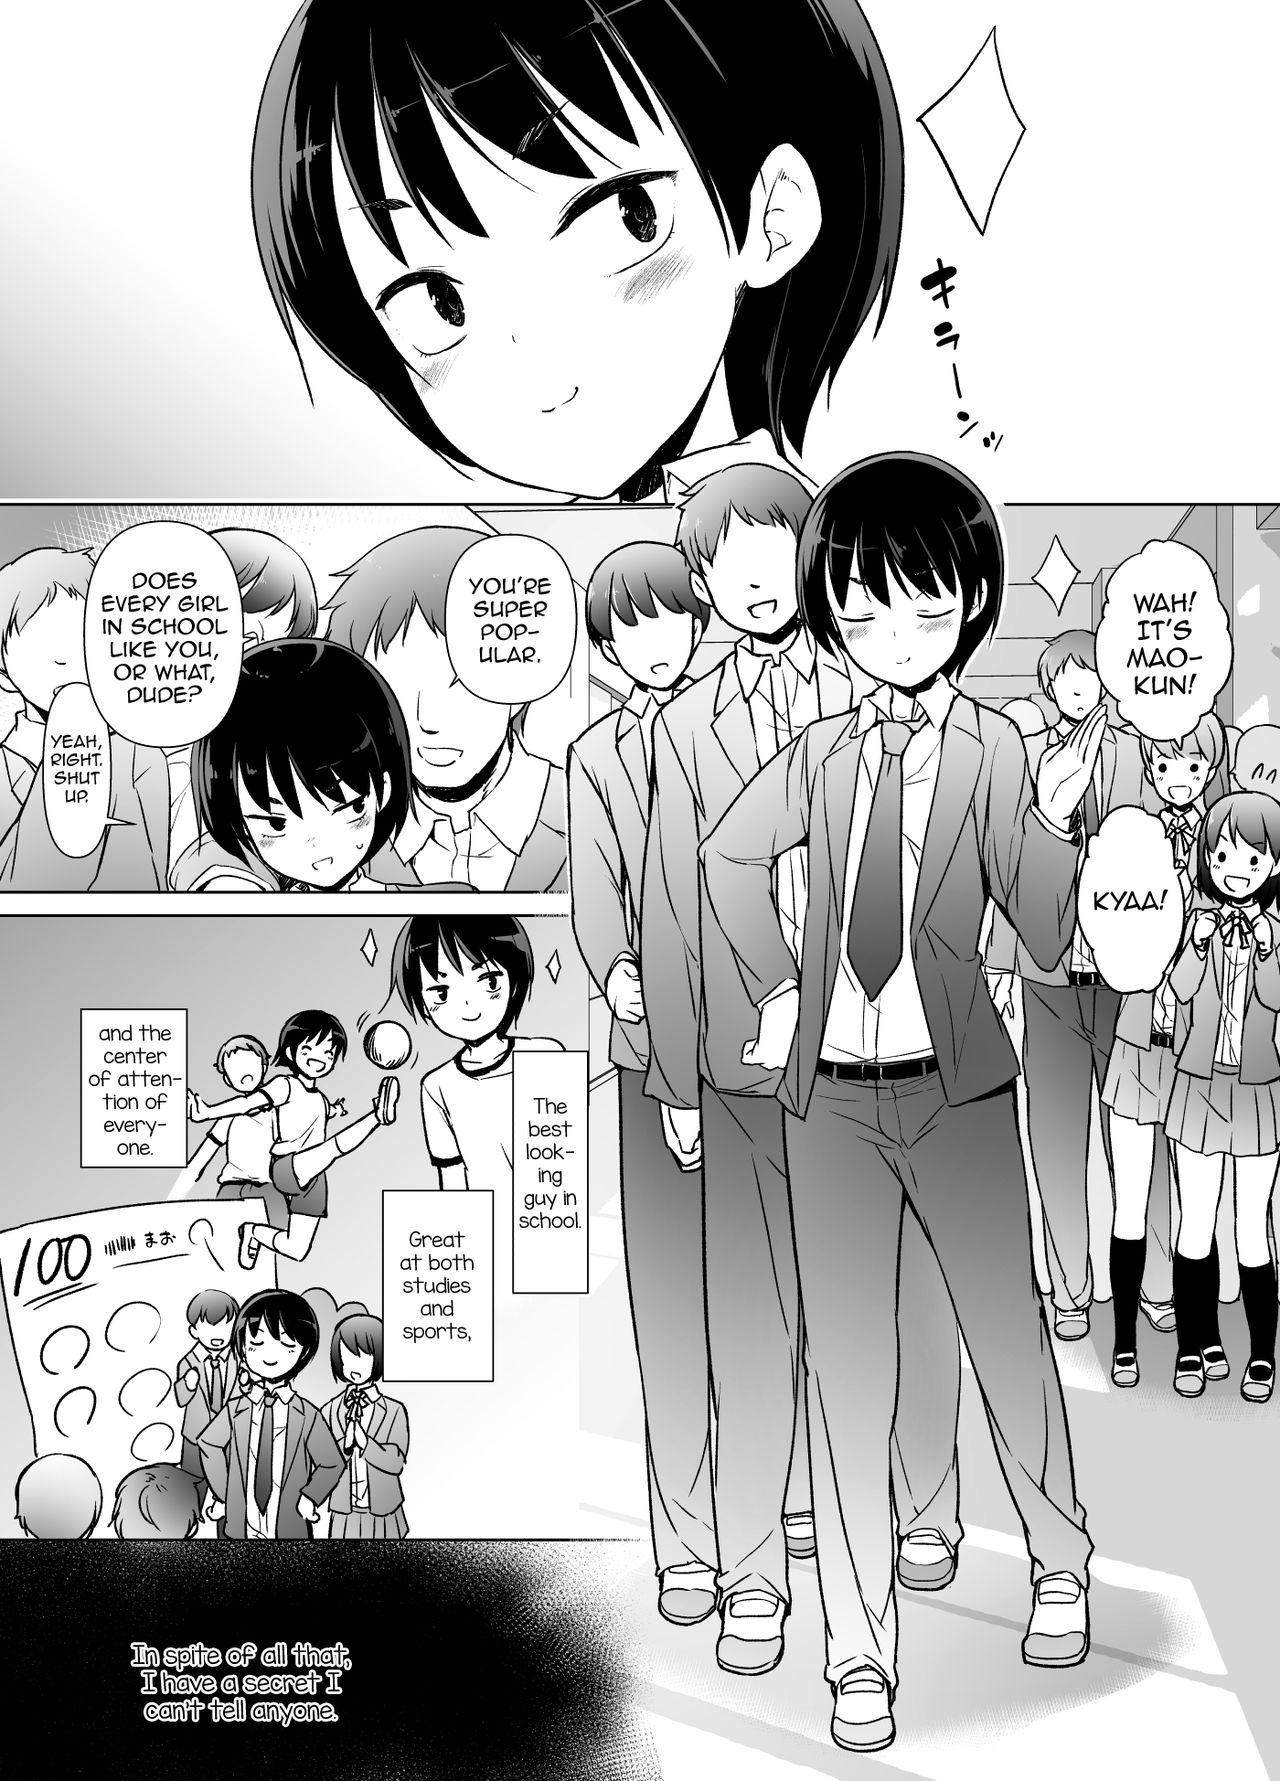 キラーンッ
WAH!
IT'S
MAO-
KUN!
KYAA!
YOU'RE
SUPER
POP-
ULAR.
DOES
EVERY GIRL
IN SCHOOL
LIKE YOU,
OR WHAT,
DUDE?
YEAH,
RIGHT.
SHUT
UP.
The
best
look-
ing
guy in
school.
Great
at both
studies
and
sports,
and the
center
of atten-
tion of
every-
one.
100
まお
In spite of all that,
I have a secret I
can't tell anyone.